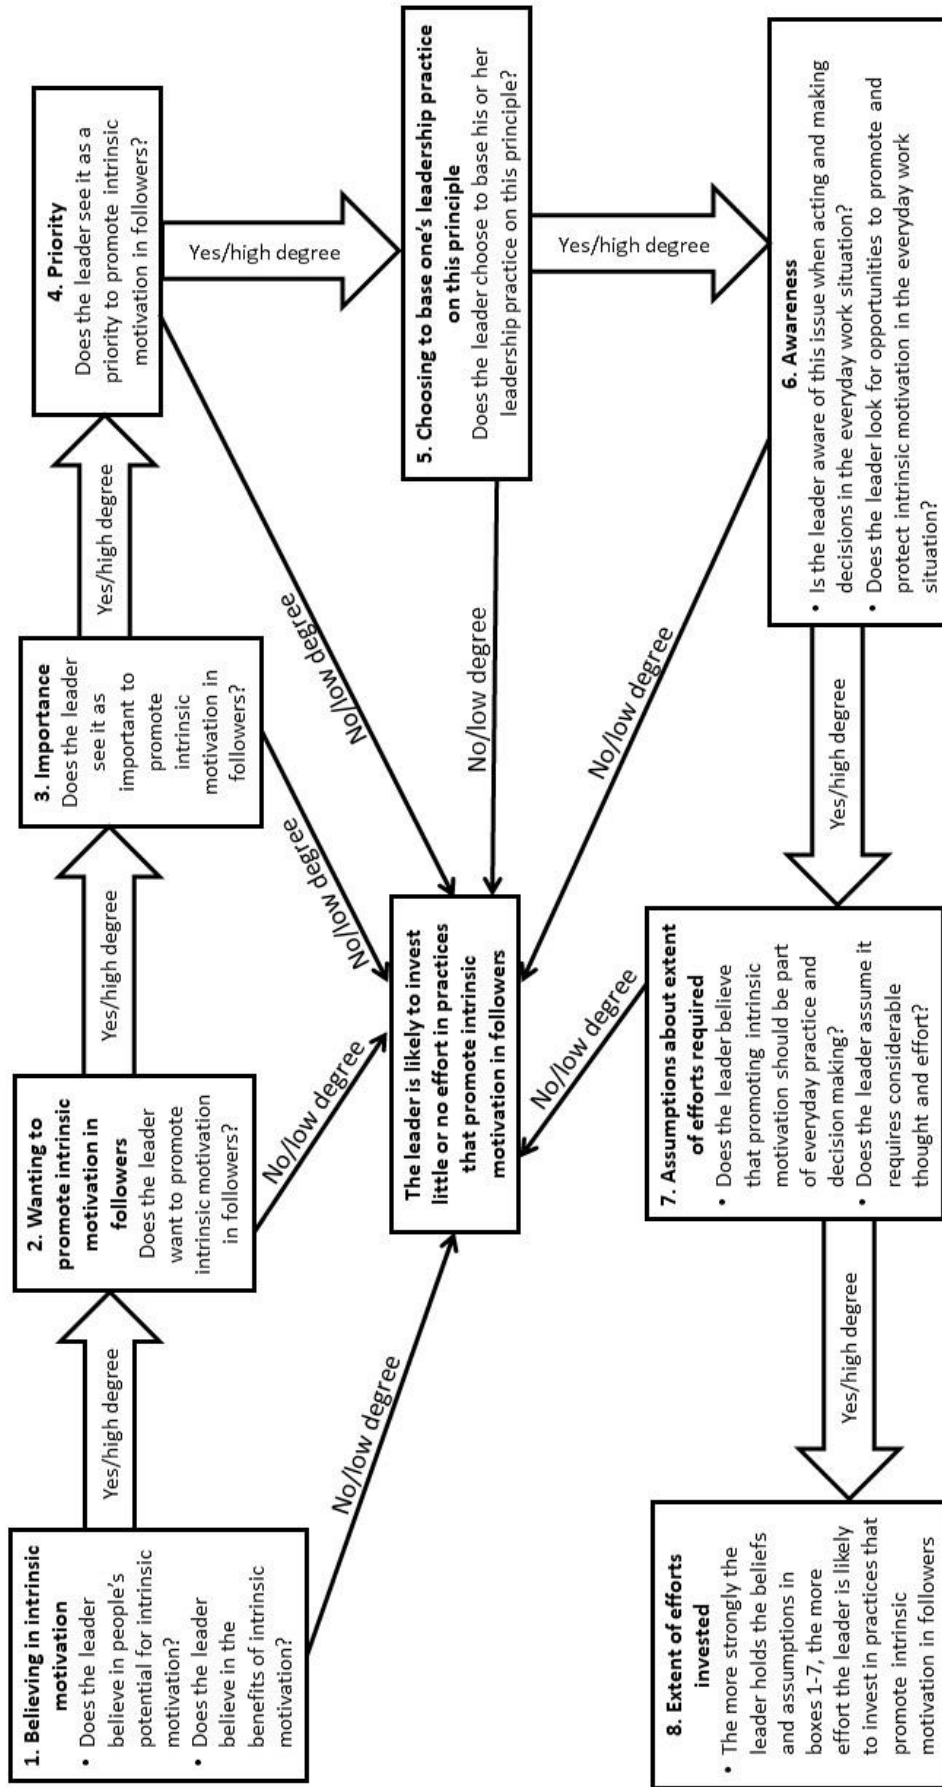 1. Believing in intrinsic
motivation
• Does the leader
believe in people's
potential for intrinsic
motivation?
• Does the leader
believe in the
benefits of intrinsic
motivation?
Yes/high degree
No/low degree
2. Wanting to
promote intrinsic
motivation in
followers
Does the leader
want to promote
intrinsic motivation
in followers?
Yes/high degree
No/low degree
3. Importance
Does the leader
see it as
important to
promote
intrinsic
motivation in
followers?
Yes/high degree
No/low degree
4. Priority
Does the leader see it as a
priority to promote intrinsic
motivation in followers?
Yes/high degree
No/low degree
5. Choosing to base one's leadership practice
on this principle
Does the leader choose to base his or her
leadership practice on this principle?
Yes/high degree
No/low degree
The leader is likely to invest
little or no effort in practices
that promote intrinsic
motivation in followers
6. Awareness
• Is the leader aware of this issue when acting and making
decisions in the everyday work situation?
• Does the leader look for opportunities to promote and
protect intrinsic motivation in the everyday work
situation?
Yes/high degree
No/low degree
7. Assumptions about extent
of efforts required
• Does the leader believe
that promoting intrinsic
motivation should be part
of everyday practice and
decision making?
• Does the leader assume it
requires considerable
thought and effort?
Yes/high degree
No/low degree
8. Extent of efforts
invested
• The more strongly the
leader holds the beliefs
and assumptions in
boxes 1-7, the more
effort the leader is likely
to invest in practices that
promote intrinsic
motivation in followers